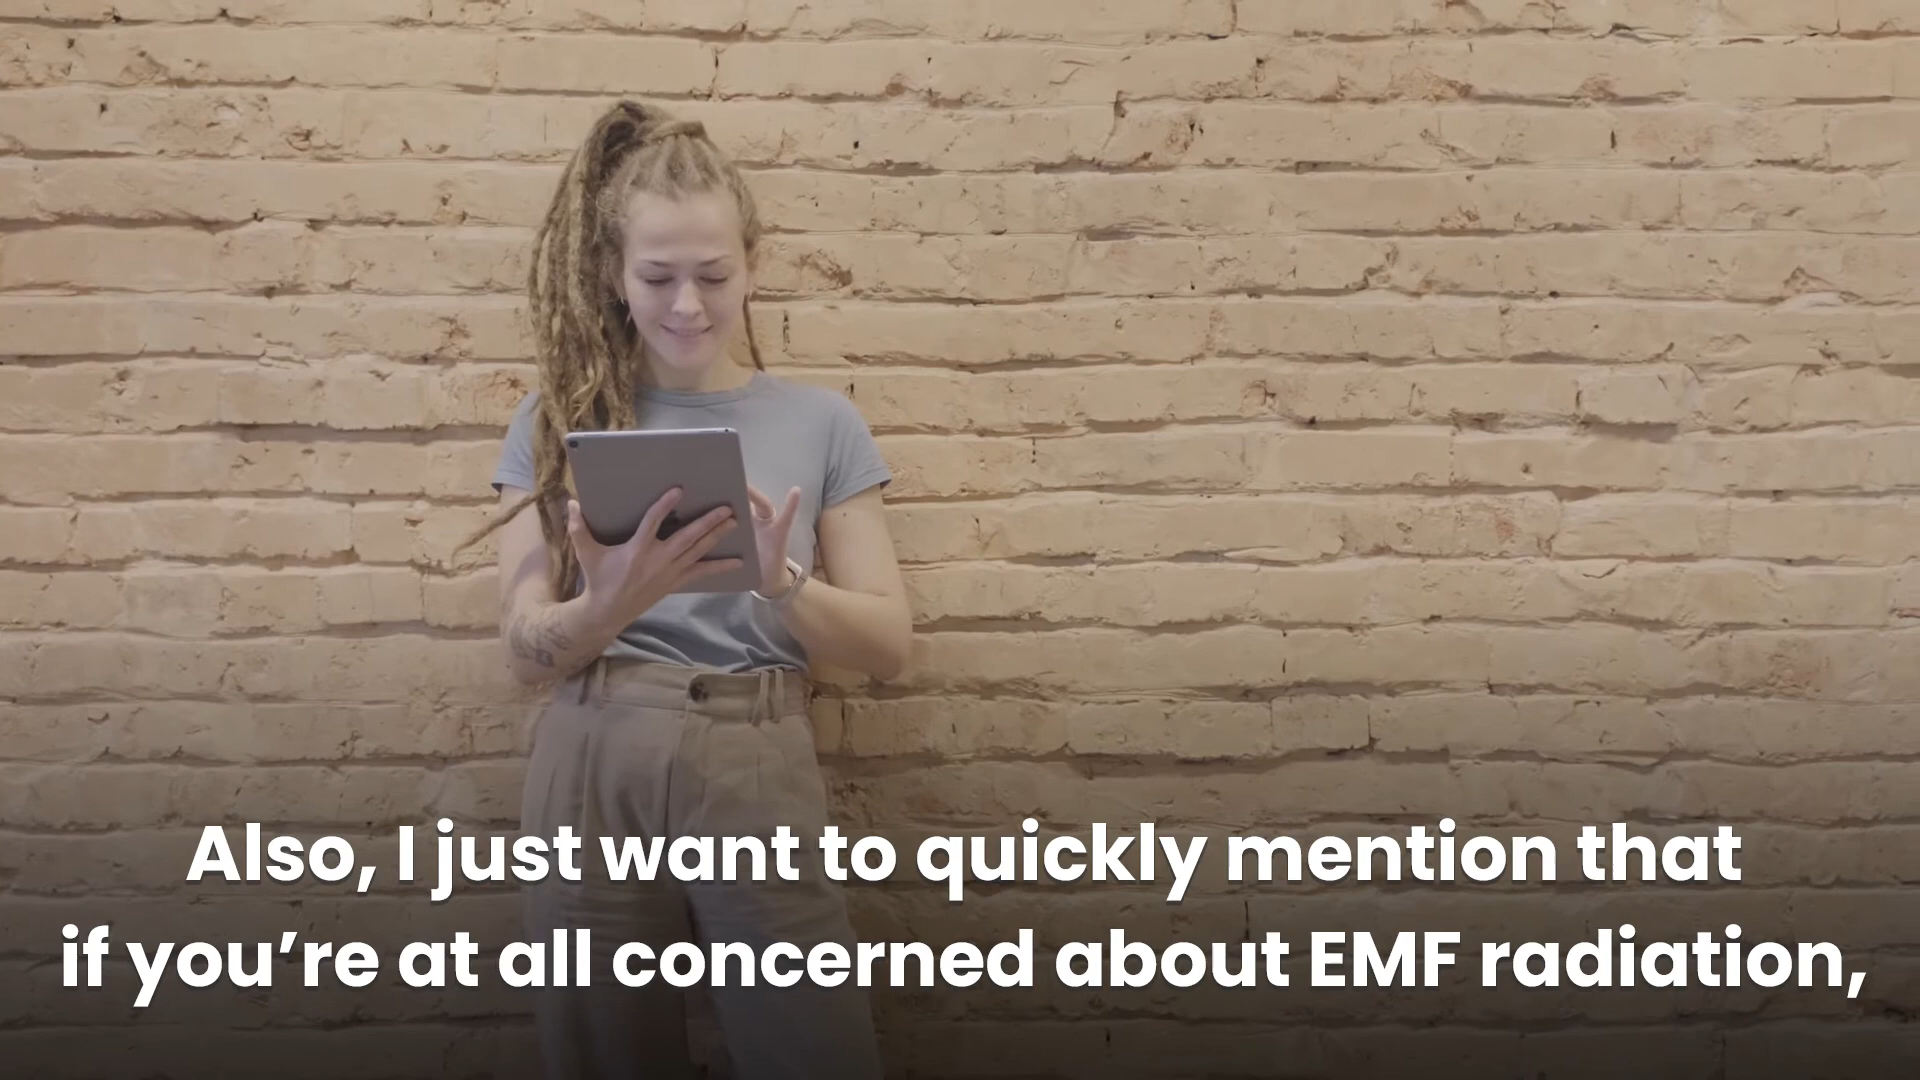 Also, I just want to quickly mention that
if you’re at all concerned about EMF radiation,